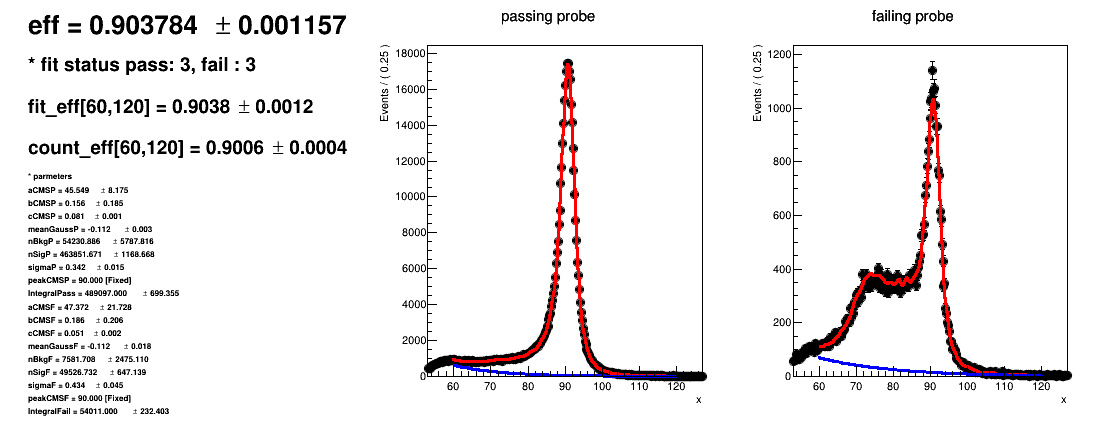 eff = 0.903784 ± 0.001157
* fit status pass: 3, fail : 3
fit_eff[60,120] = 0.9038 ± 0.0012
count_eff[60,120] = 0.9006 ± 0.0004
* parmeters
aCMSP = 45.549 ± 8.175
bCMSP = 0.156 ± 0.185
cCMSP = 0.081 ± 0.001
meanGaussP = -0.112 ± 0.003
nBkgP = 54230.886 ± 5787.816
nSigP = 463851.671 ± 1168.668
sigmaP = 0.342 ± 0.015
peakCMSP = 90.000 [Fixed]
IntegralPass = 489097.000 ± 699.355
aCMSF = 47.372 ± 21.728
bCMSF = 0.186 ± 0.206
cCMSF = 0.051 ± 0.002
meanGaussF = -0.112 ± 0.018
nBkgF = 7581.708 ± 2475.110
nSigF = 49526.732 ± 647.139
sigmaF = 0.434 ± 0.045
peakCMSF = 90.000 [Fixed]
IntegralFail = 54011.000 ± 232.403
passing probe
Events / ( 0.25 )
18000
16000
14000
12000
10000
8000
6000
4000
2000
0
60 70 80 90 100 110 120
x
failing probe
Events / ( 0.25 )
1200
1000
800
600
400
200
0
60 70 80 90 100 110 120
x